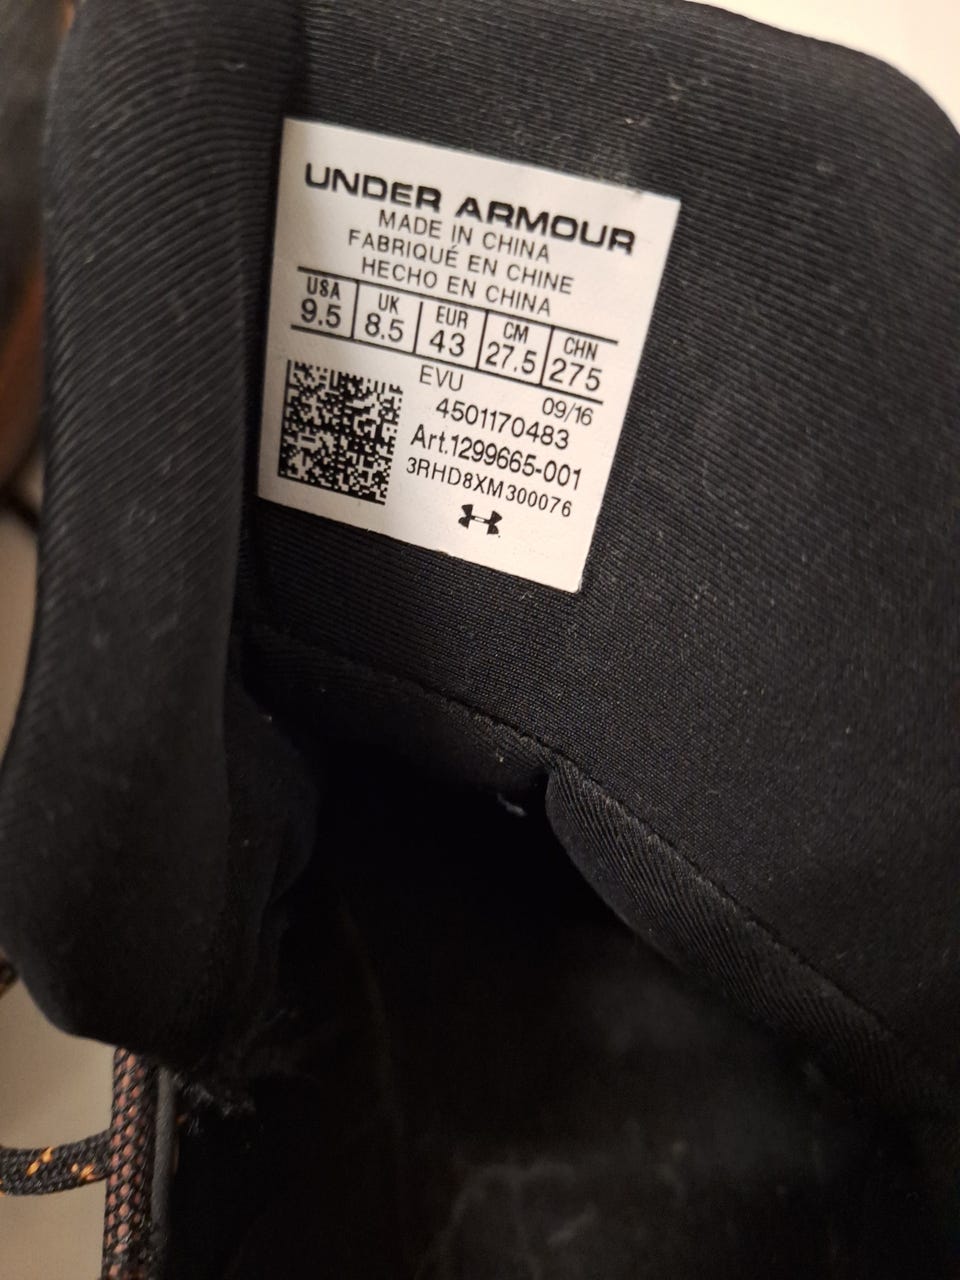 UNDER ARMOUR
MADE IN CHINA
FABRIQUÉ EN CHINE
HECHO EN CHINA
USA UK EUR CM CHN
9.5 8.5 43 27.5 275
EVU 09/16
4501170483
Art.1299665-001
3RHD8XM300076